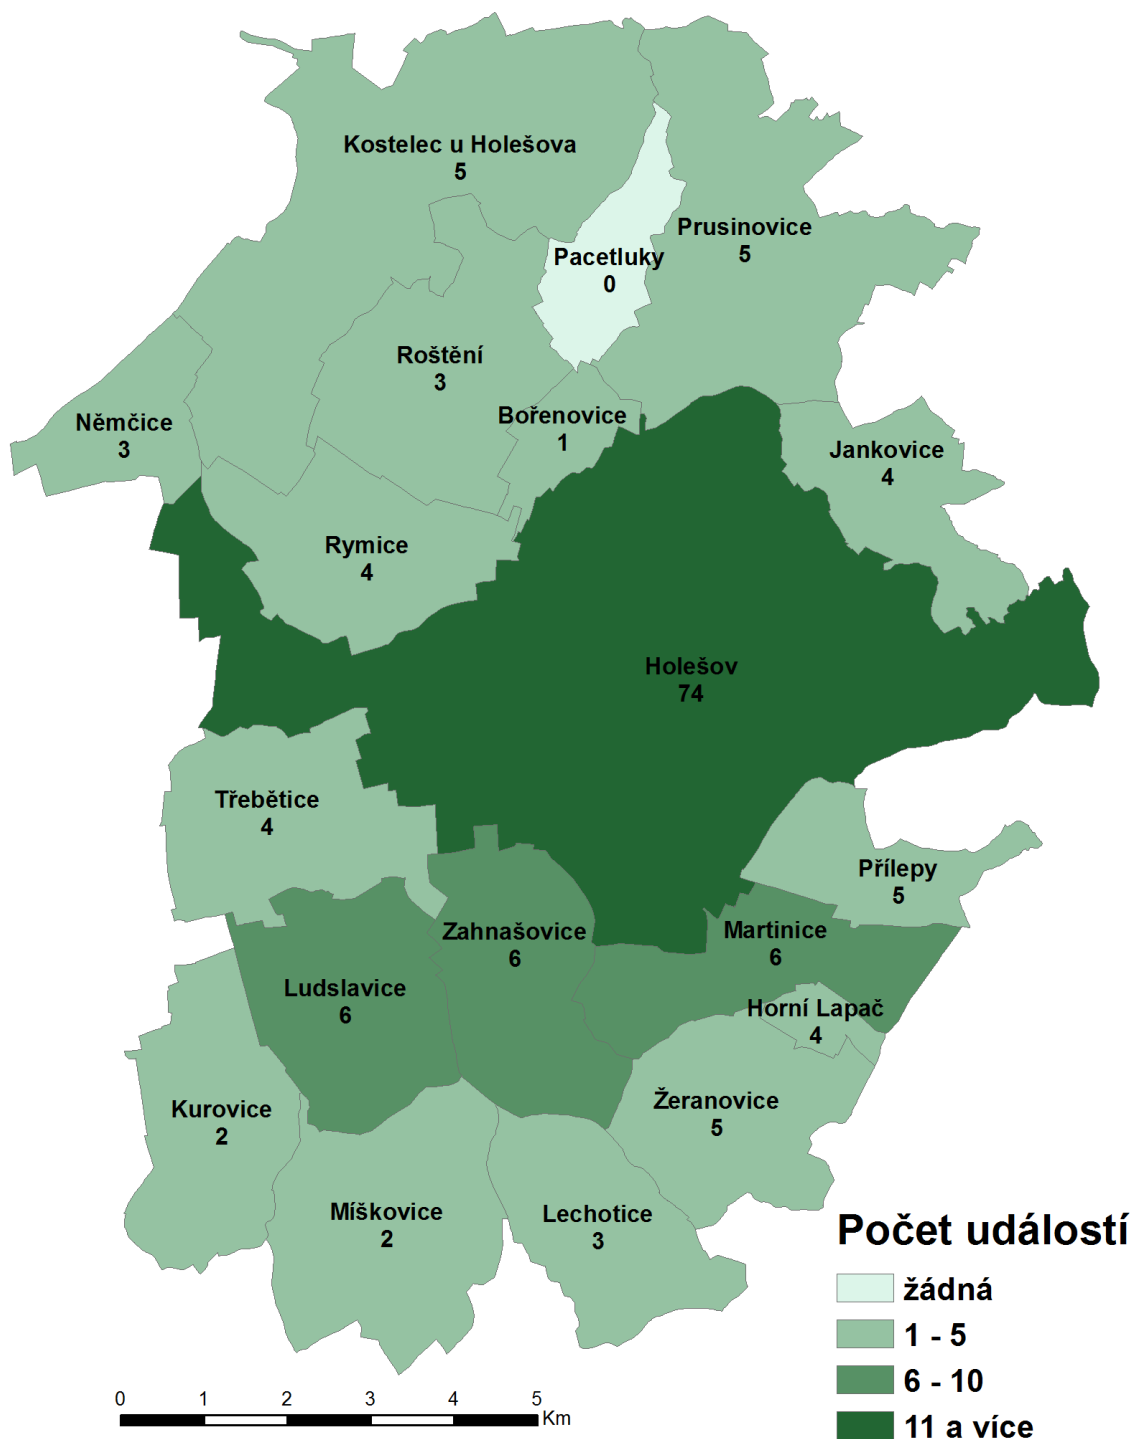 Kostelec u Holešova
5
Prusinovice
5
Pacetluky
0
Roštění
3
Němčice
3
Bořenovice
1
Jankovice
4
Rymice
4
Holešov
74
Třebětice
4
Přílepy
5
Zahnašovice
6
Martinice
6
Ludslavice
6
Horní Lapač
4
Kurovice
2
Žeranovice
5
Míškovice
2
Lechotice
3
Počet událostí
žádná
1 - 5
6 - 10
11 a více
0 1 2 3 4 5
Km